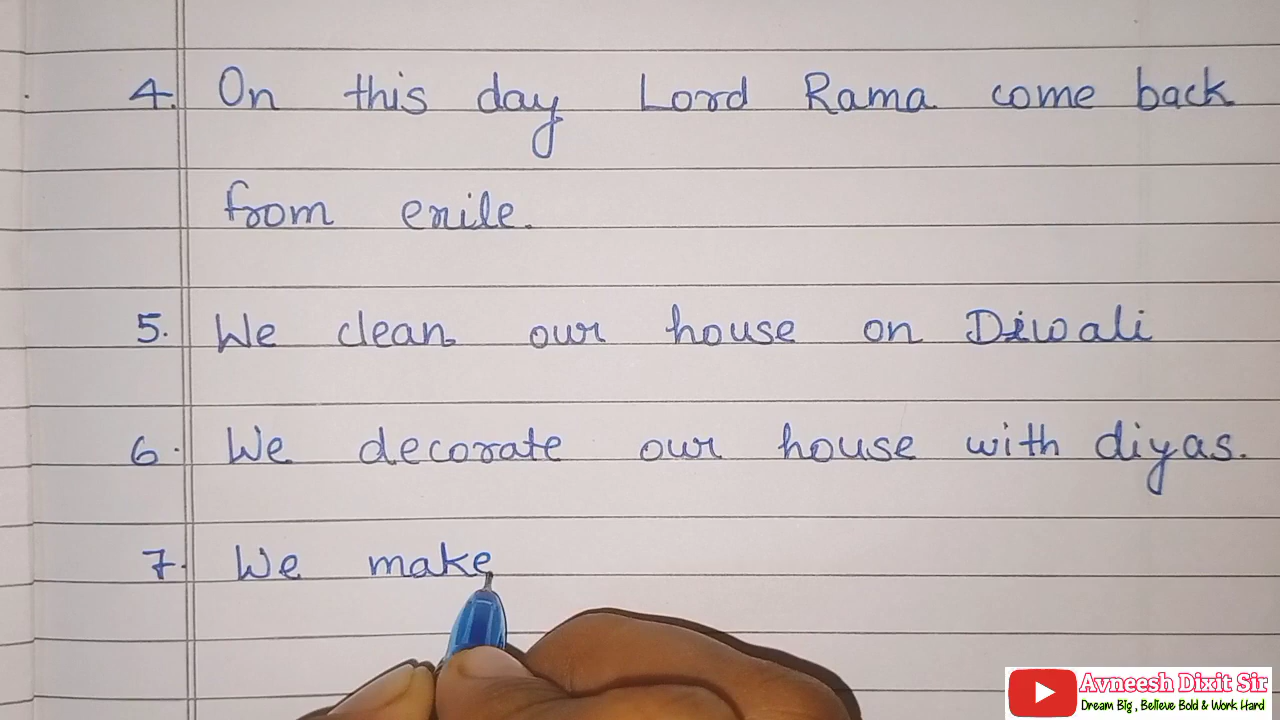 4. On this day Lord Rama come back
from exile.
5. We clean our house on Diwali
6. We decorate our house with diyas.
7. We make
Avneesh Dixit Sir
Dream Big , Believe Bold & Work Hard